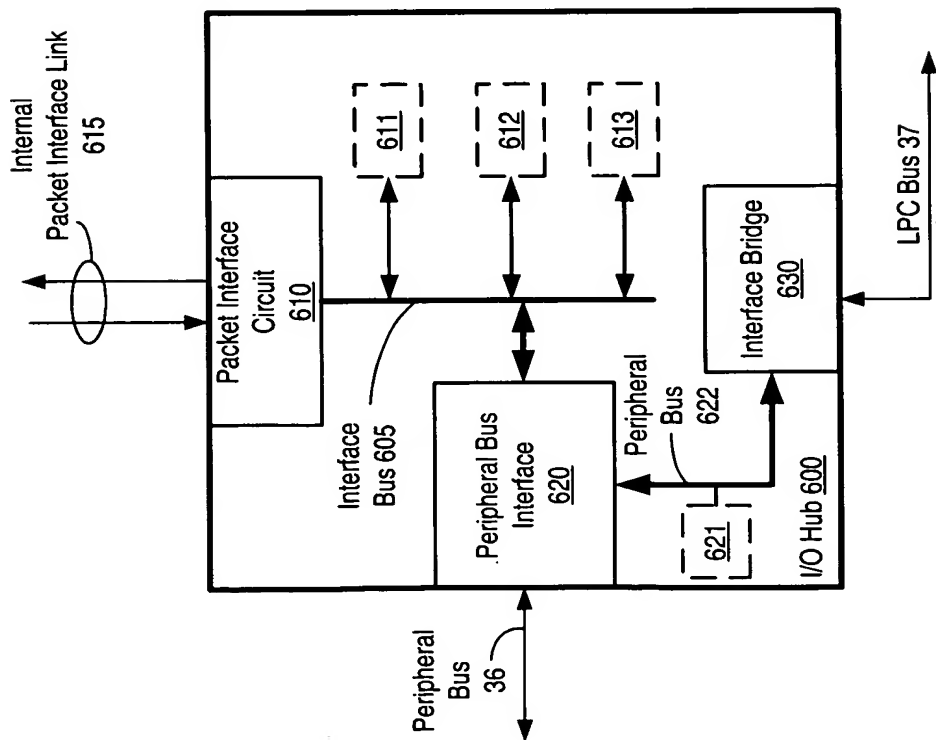 Internal
Packet Interface Link
615
Packet Interface
Circuit
610
611
612
613
Interface
Bus 605
Peripheral Bus
Interface
620
Peripheral
Bus
36
Peripheral
Bus
622
621
Interface Bridge
630
I/O Hub 600
LPC Bus 37